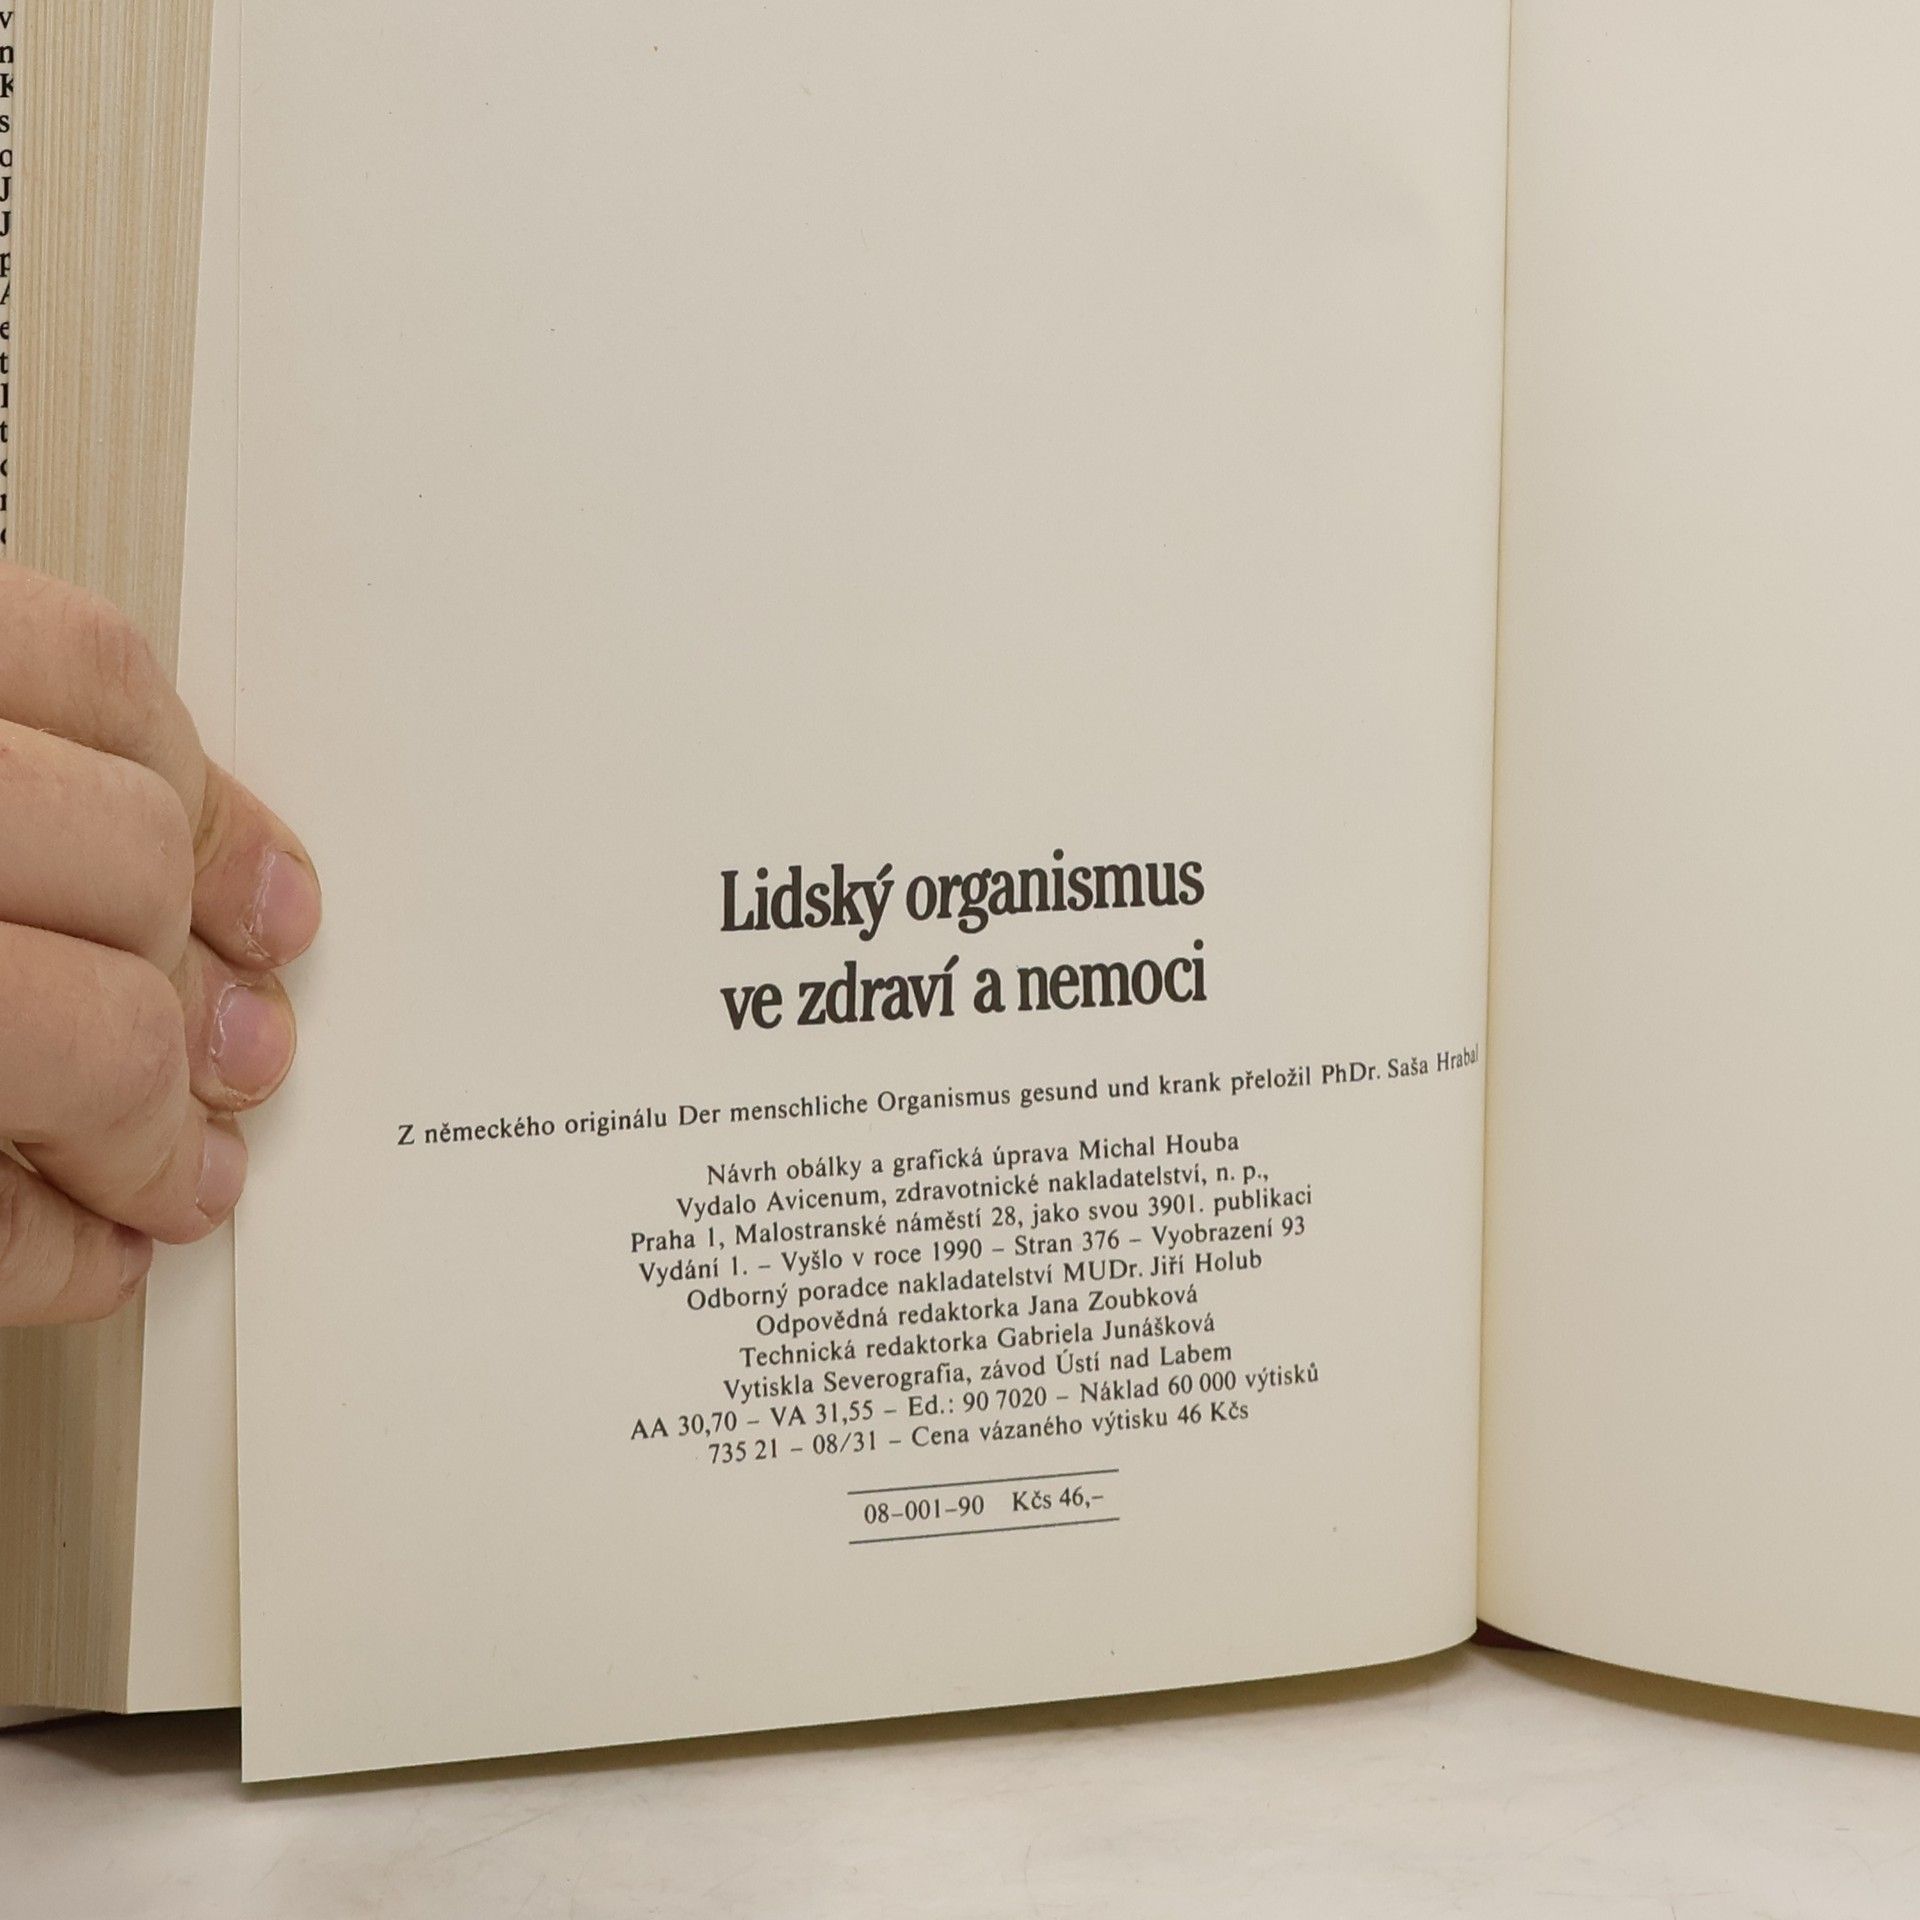 Lidský organismus
ve zdraví a nemoci
Z německého originálu Der menschliche Organismus gesund und krank přeložil PhDr. Saša Hrabal
Návrh obálky a grafická úprava Michal Houba
Vydalo Avicenum, zdravotnické nakladatelství, n. p.,
Praha 1, Malostranské náměstí 28, jako svou 3901. publikaci
Vydání 1. – Vyšlo v roce 1990 – Stran 376 – Vyobrazení 93
Odborný poradce nakladatelství MUDr. Jiří Holub
Odpovědná redaktorka Jana Zoubková
Technická redaktorka Gabriela Junášková
Vytiskla Severografia, závod Ústí nad Labem
AA 30,70 – VA 31,55 – Ed.: 90 7020 – Náklad 60 000 výtisků
735 21 – 08/31 – Cena vázaného výtisku 46 Kčs
08–001–90 Kčs 46,–